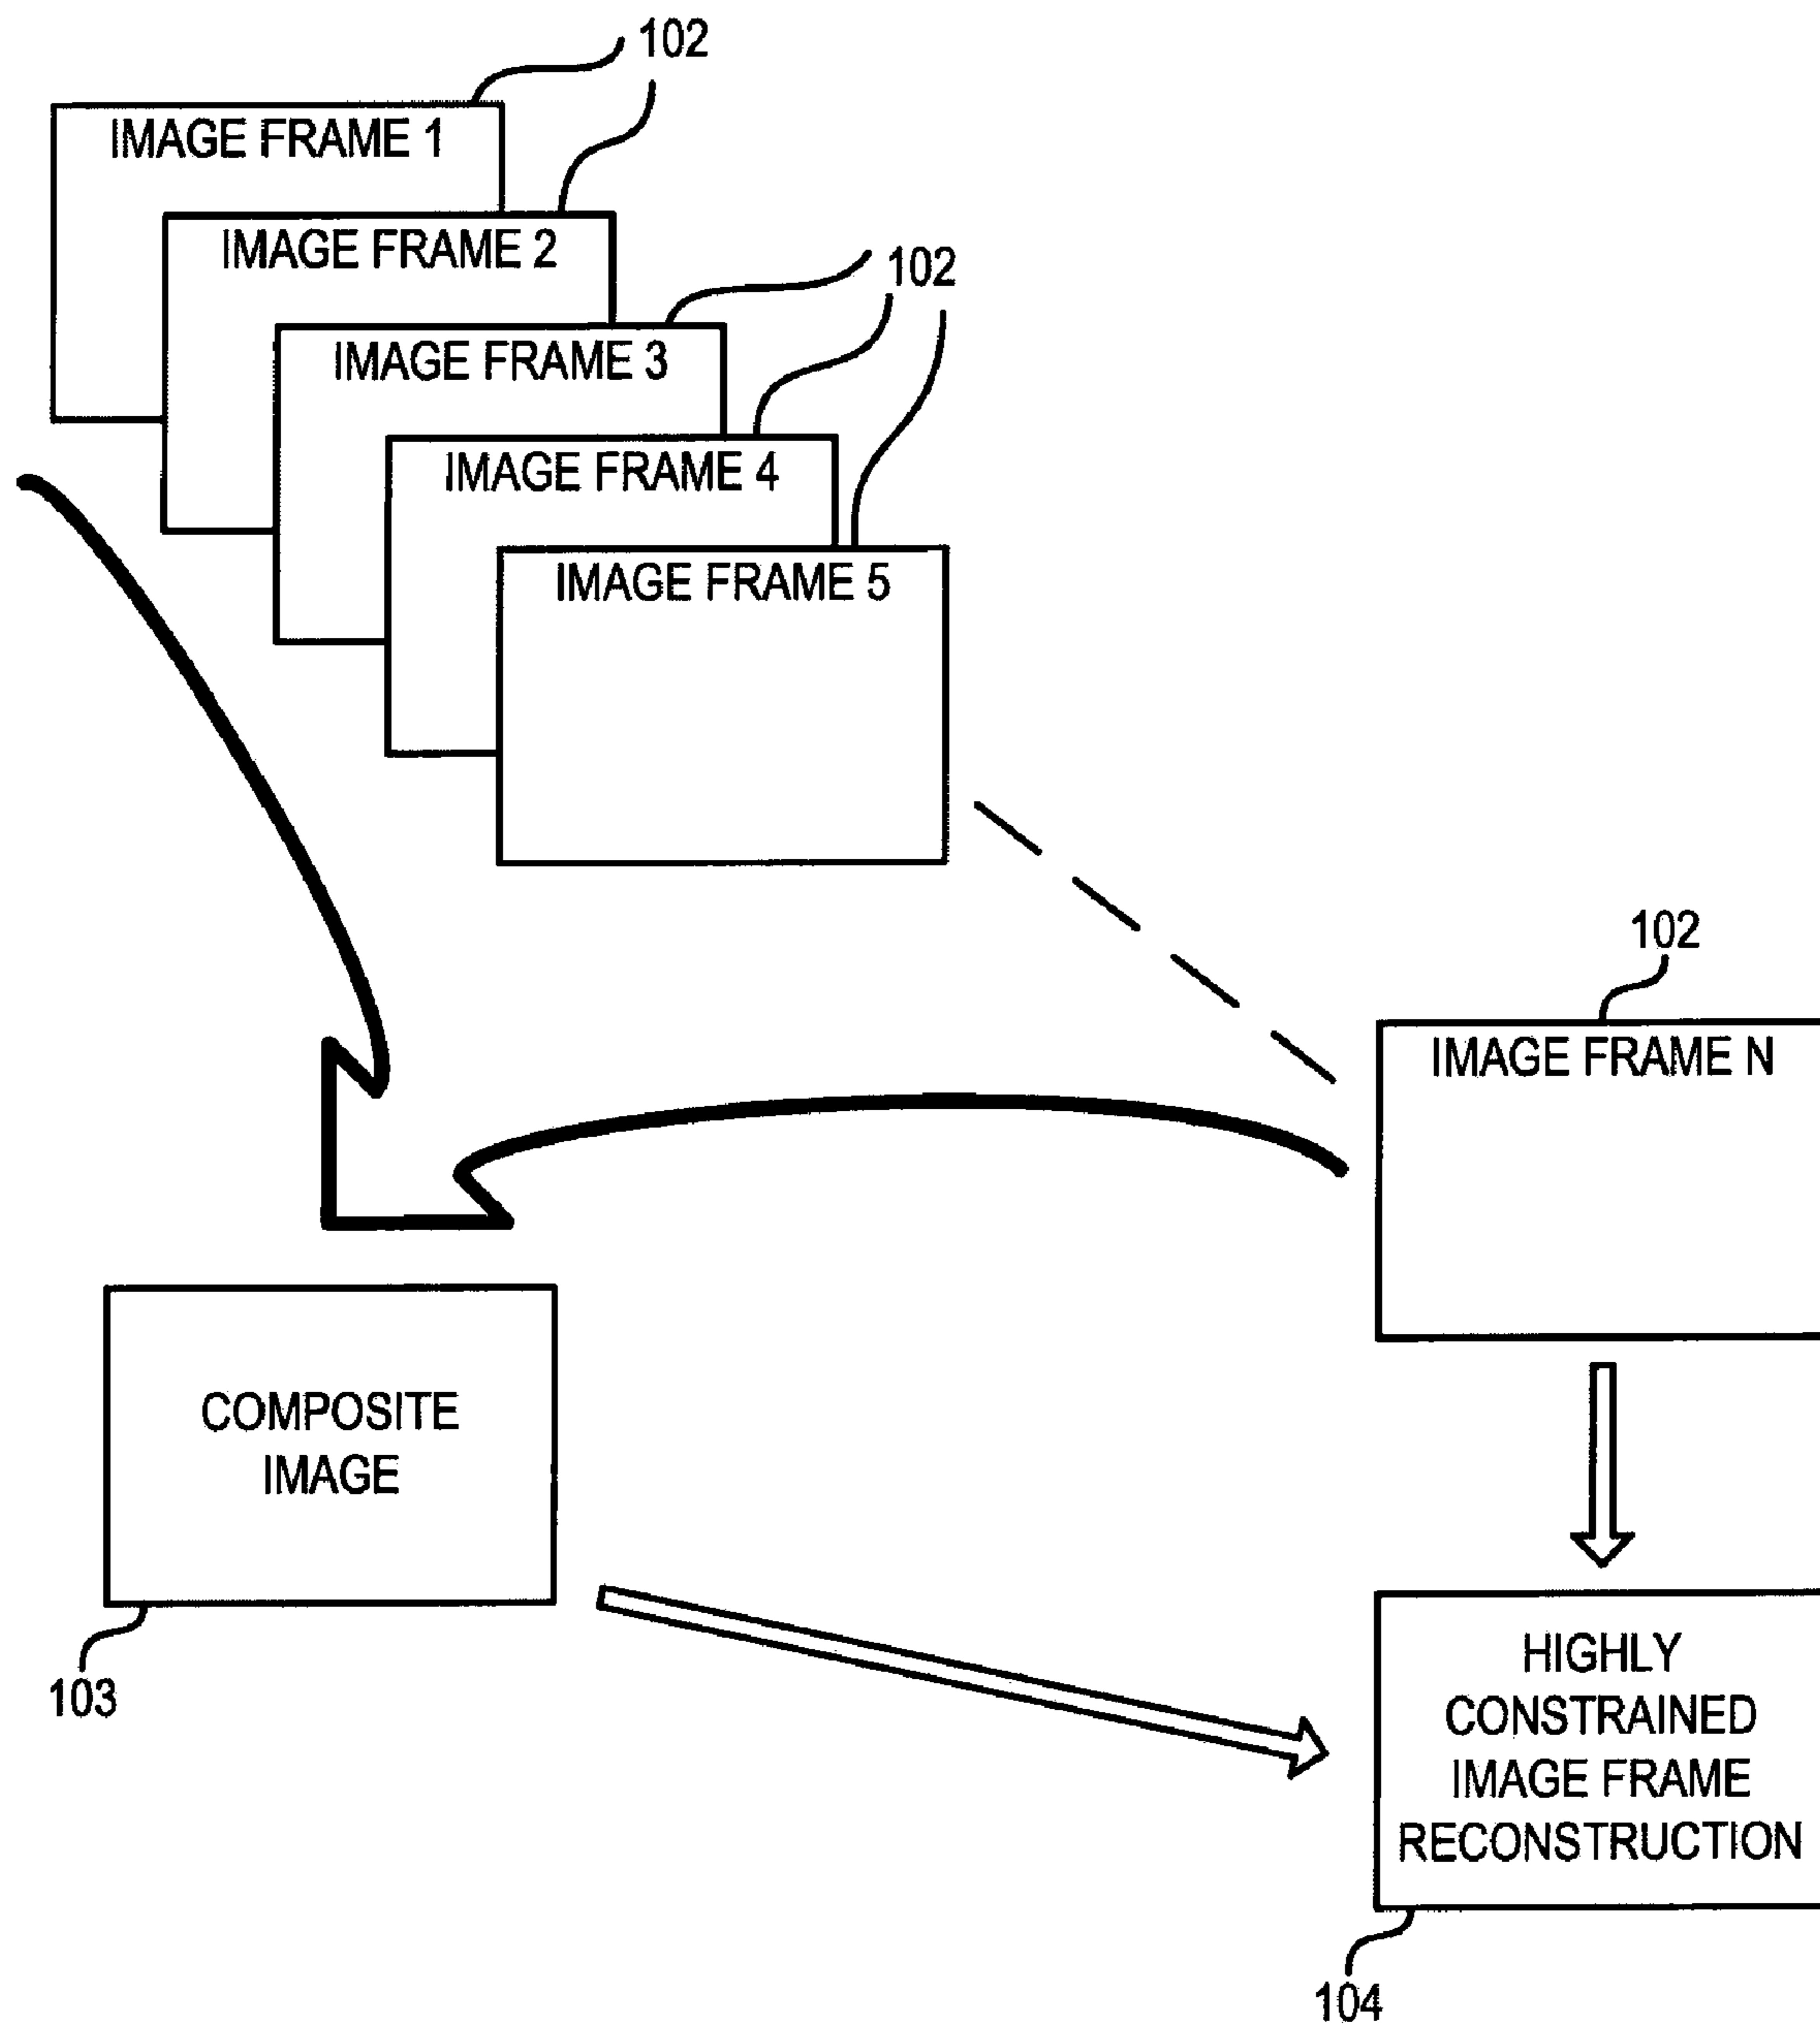 102
IMAGE FRAME 1
IMAGE FRAME 2
102
IMAGE FRAME 3
IMAGE FRAME 4
IMAGE FRAME 5
102
IMAGE FRAME N
COMPOSITE
IMAGE
103
HIGHLY
CONSTRAINED
IMAGE FRAME
RECONSTRUCTION
104